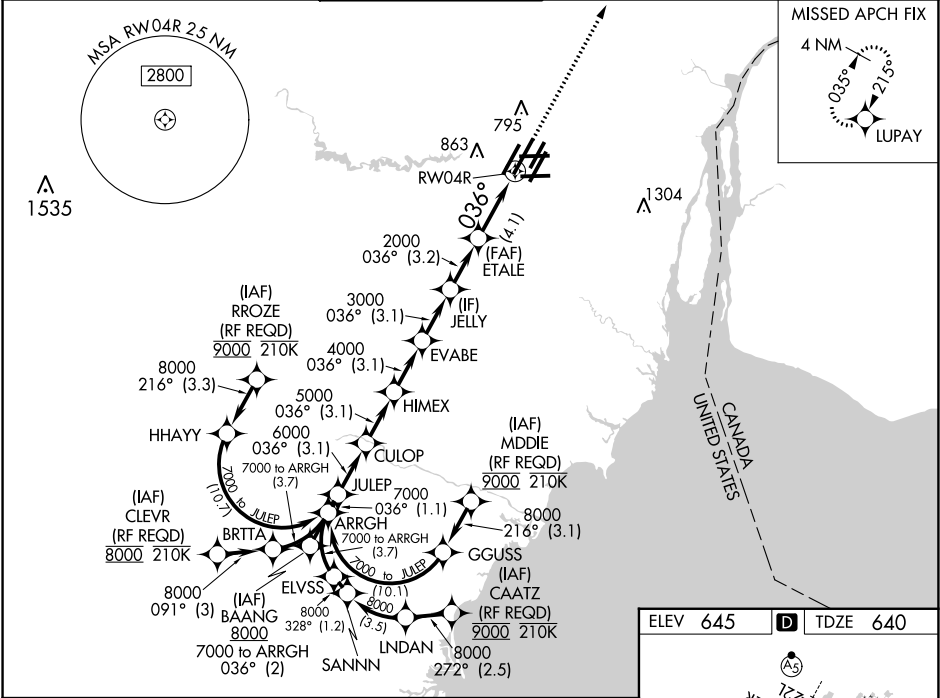 MSA RW04R 25 NM
2800
MISSED APCH FIX
4 NM
035°
215°
LUPAY
1535
863
795
RW04R
1304
036°
(4.1)
2000
036° (3.2)
(FAF)
ETALE
(IAF)
RROZE
(RF REQD)
9000 210K
3000
036° (3.1)
(IF)
JELLY
8000
216° (3.3)
4000
036° (3.1)
EVABE
HHAYY
5000
036° (3.1)
HIMEX
6000
036° (3.1)
CULOP
7000 to ARRGH
(3.7)
7000 to JULEP
(10.7)
JULEP
7000
036° (1.1)
ARRGH
(IAF)
MDDIE
(RF REQD)
9000 210K
8000
216° (3.1)
GGUSS
CANADA
UNITED STATES
(IAF)
CLEVR
(RF REQD)
8000 210K
BRTTA
8000
091° (3)
7000 to ARRGH
(3.7)
7000 to JULEP
(10.1)
(IAF)
BAANG
8000
7000 to ARRGH
036° (2)
ELVSS
8000
328° (1.2)
SANNN
8000
(3.5)
LNDAN
(IAF)
CAATZ
(RF REQD)
9000 210K
8000
272° (2.5)
ELEV 645 D TDZE 640
A5